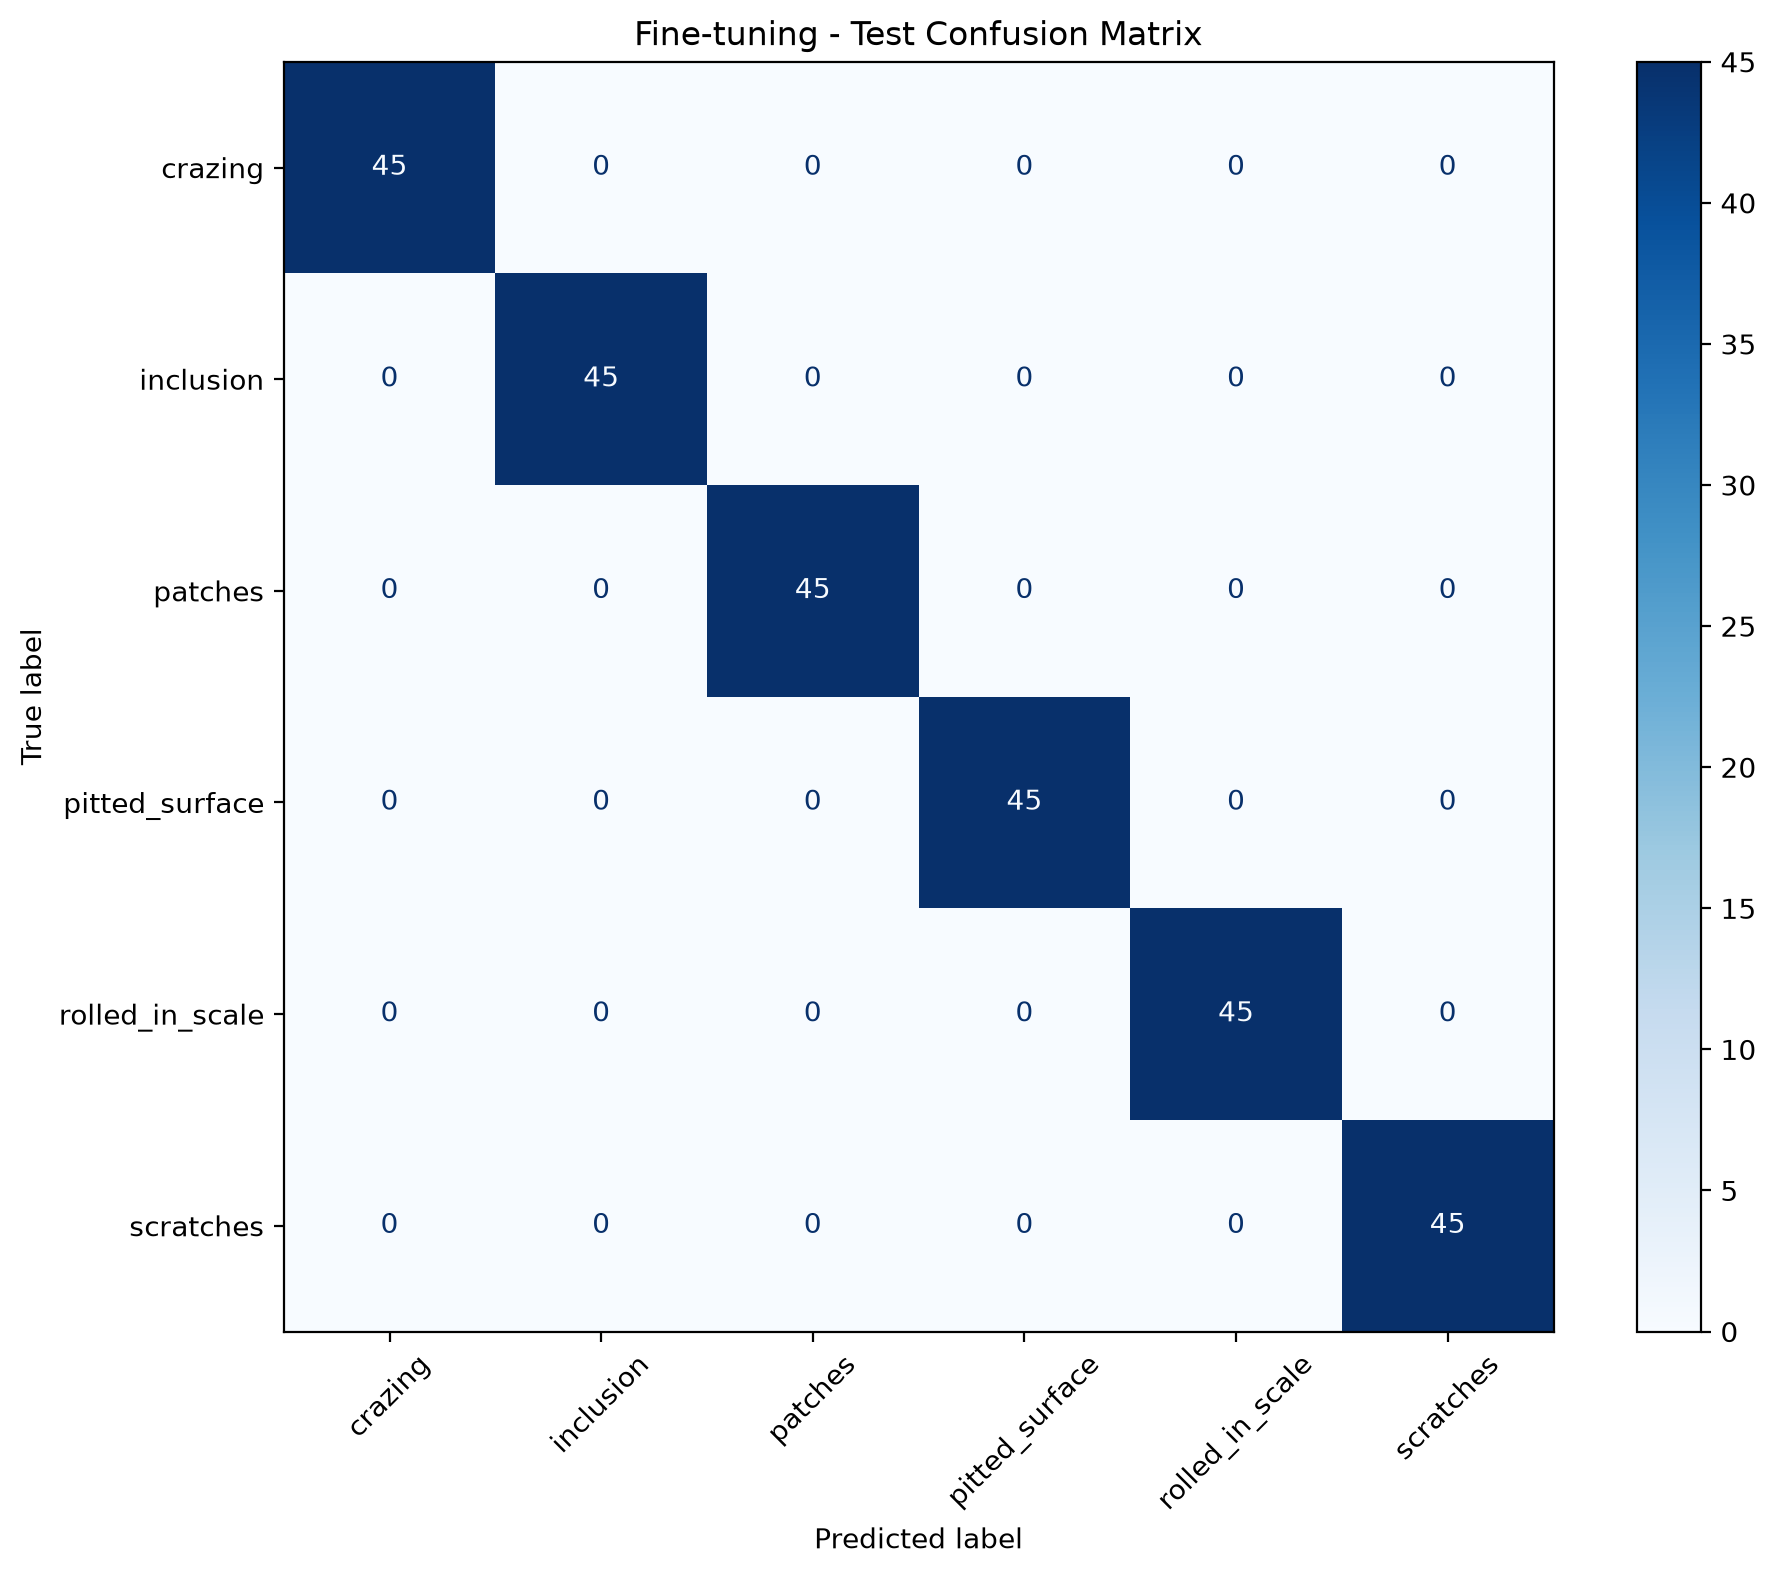 Fine-tuning - Test Confusion Matrix
True label
crazing 45 0 0 0 0 0
inclusion 0 45 0 0 0 0
patches 0 0 45 0 0 0
pitted_surface 0 0 0 45 0 0
rolled_in_scale 0 0 0 0 45 0
scratches 0 0 0 0 0 45
crazing inclusion patches pitted_surface rolled_in_scale scratches
Predicted label
45
40
35
30
25
20
15
10
5
0